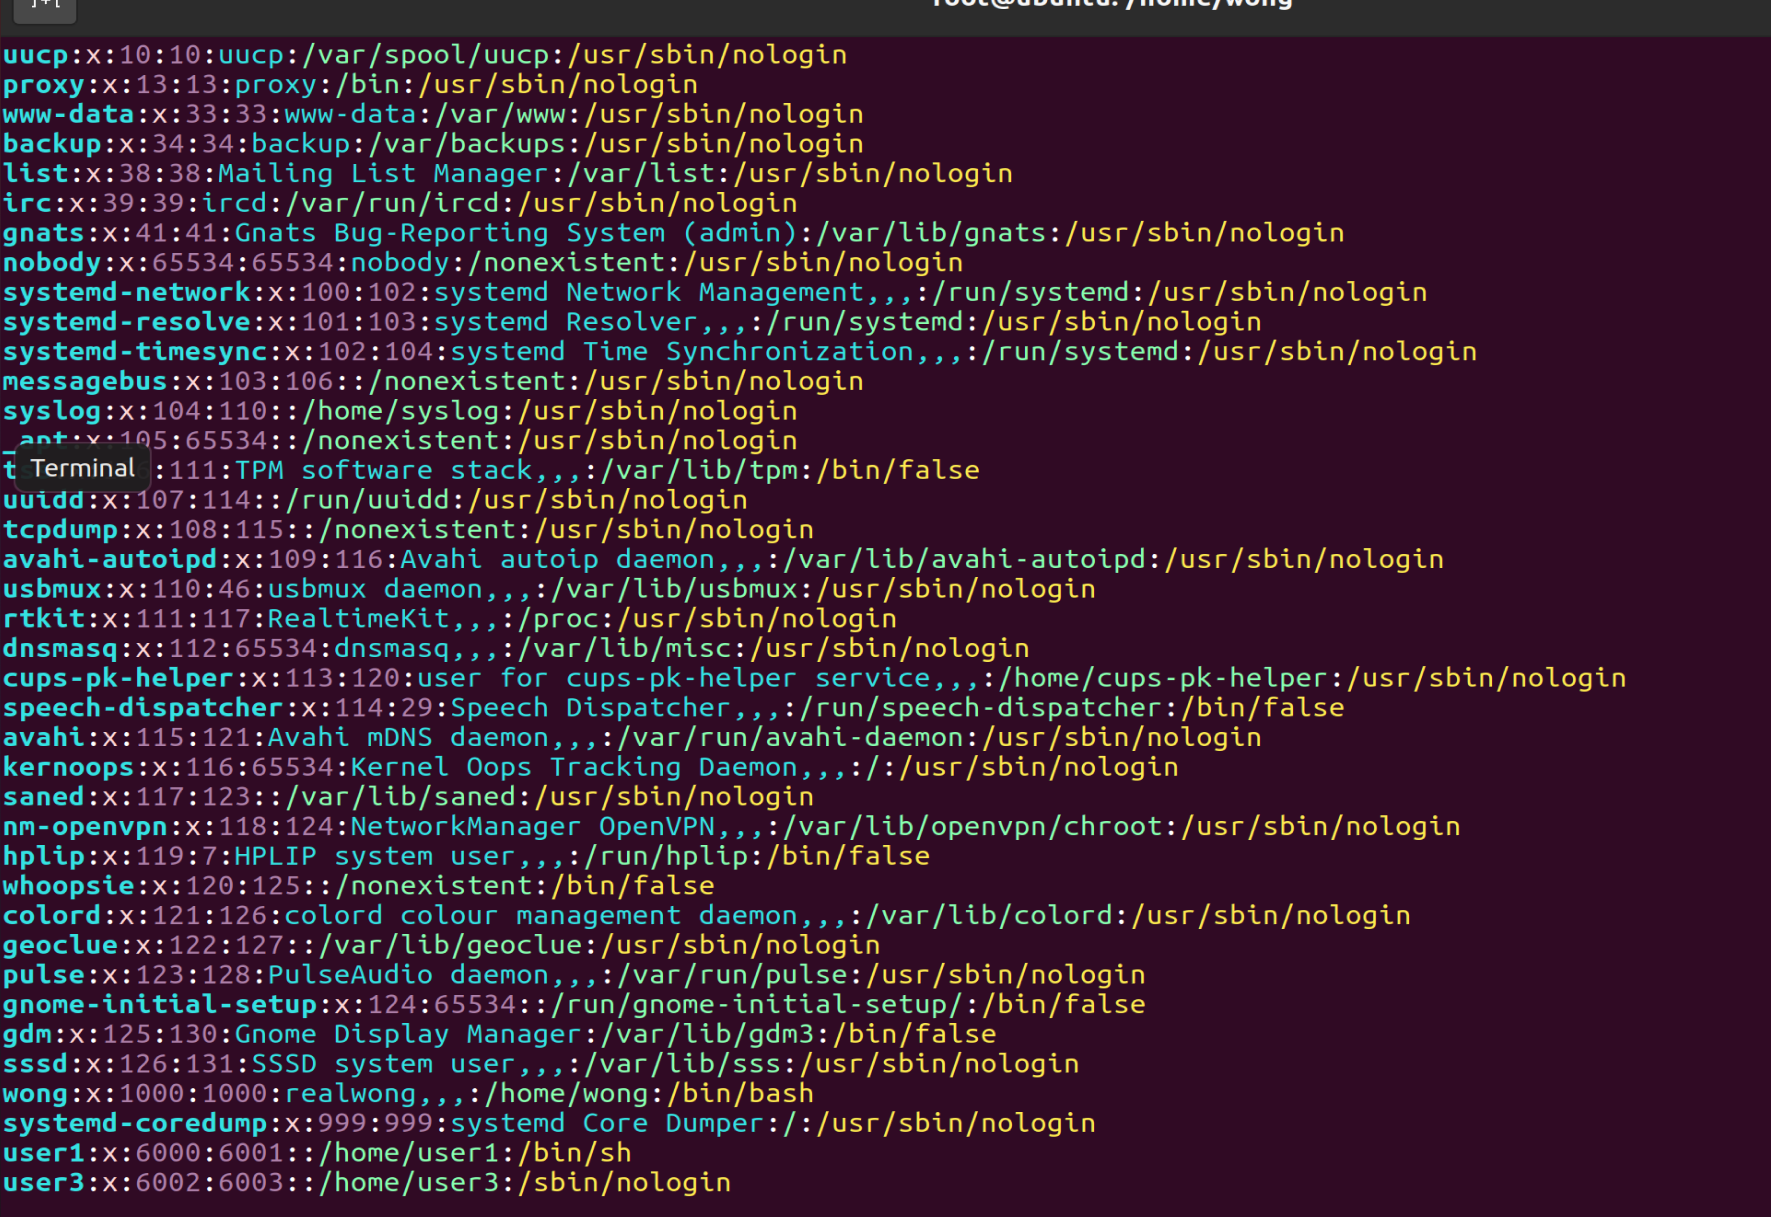 root@ubuntu: /home/wong
uucp:x:10:10:uucp:/var/spool/uucp:/usr/sbin/nologin
proxy:x:13:13:proxy:/bin:/usr/sbin/nologin
www-data:x:33:33:www-data:/var/www:/usr/sbin/nologin
backup:x:34:34:backup:/var/backups:/usr/sbin/nologin
list:x:38:38:Mailing List Manager:/var/list:/usr/sbin/nologin
irc:x:39:39:ircd:/var/run/ircd:/usr/sbin/nologin
gnats:x:41:41:Gnats Bug-Reporting System (admin):/var/lib/gnats:/usr/sbin/nologin
nobody:x:65534:65534:nobody:/nonexistent:/usr/sbin/nologin
systemd-network:x:100:102:systemd Network Management,,,:/run/systemd:/usr/sbin/nologin
systemd-resolve:x:101:103:systemd Resolver,,,:/run/systemd:/usr/sbin/nologin
systemd-timesync:x:102:104:systemd Time Synchronization,,,:/run/systemd:/usr/sbin/nologin
messagebus:x:103:106::/nonexistent:/usr/sbin/nologin
syslog:x:104:110::/home/syslog:/usr/sbin/nologin
_apt:x:105:65534::/nonexistent:/usr/sbin/nologin
Terminal
:111:TPM software stack,,,:/var/lib/tpm:/bin/false
uuidd:x:107:114::/run/uuidd:/usr/sbin/nologin
tcpdump:x:108:115::/nonexistent:/usr/sbin/nologin
avahi-autoipd:x:109:116:Avahi autoip daemon,,,:/var/lib/avahi-autoipd:/usr/sbin/nologin
usbmux:x:110:46:usbmux daemon,,,:/var/lib/usbmux:/usr/sbin/nologin
rtkit:x:111:117:RealtimeKit,,,:/proc:/usr/sbin/nologin
dnsmasq:x:112:65534:dnsmasq,,,:/var/lib/misc:/usr/sbin/nologin
cups-pk-helper:x:113:120:user for cups-pk-helper service,,,:/home/cups-pk-helper:/usr/sbin/nologin
speech-dispatcher:x:114:29:Speech Dispatcher,,,:/run/speech-dispatcher:/bin/false
avahi:x:115:121:Avahi mDNS daemon,,,:/var/run/avahi-daemon:/usr/sbin/nologin
kernoops:x:116:65534:Kernel Oops Tracking Daemon,,,:/:/usr/sbin/nologin
saned:x:117:123::/var/lib/saned:/usr/sbin/nologin
nm-openvpn:x:118:124:NetworkManager OpenVPN,,,:/var/lib/openvpn/chroot:/usr/sbin/nologin
hplip:x:119:7:HPLIP system user,,,:/run/hplip:/bin/false
whoopsie:x:120:125::/nonexistent:/bin/false
colord:x:121:126:colord colour management daemon,,,:/var/lib/colord:/usr/sbin/nologin
geoclue:x:122:127::/var/lib/geoclue:/usr/sbin/nologin
pulse:x:123:128:PulseAudio daemon,,,:/var/run/pulse:/usr/sbin/nologin
gnome-initial-setup:x:124:65534::/run/gnome-initial-setup/:/bin/false
gdm:x:125:130:Gnome Display Manager:/var/lib/gdm3:/bin/false
sssd:x:126:131:SSSD system user,,,:/var/lib/sss:/usr/sbin/nologin
wong:x:1000:1000:realwong,,,:/home/wong:/bin/bash
systemd-coredump:x:999:999:systemd Core Dumper:/:/usr/sbin/nologin
user1:x:6000:6001::/home/user1:/bin/sh
user3:x:6002:6003::/home/user3:/sbin/nologin